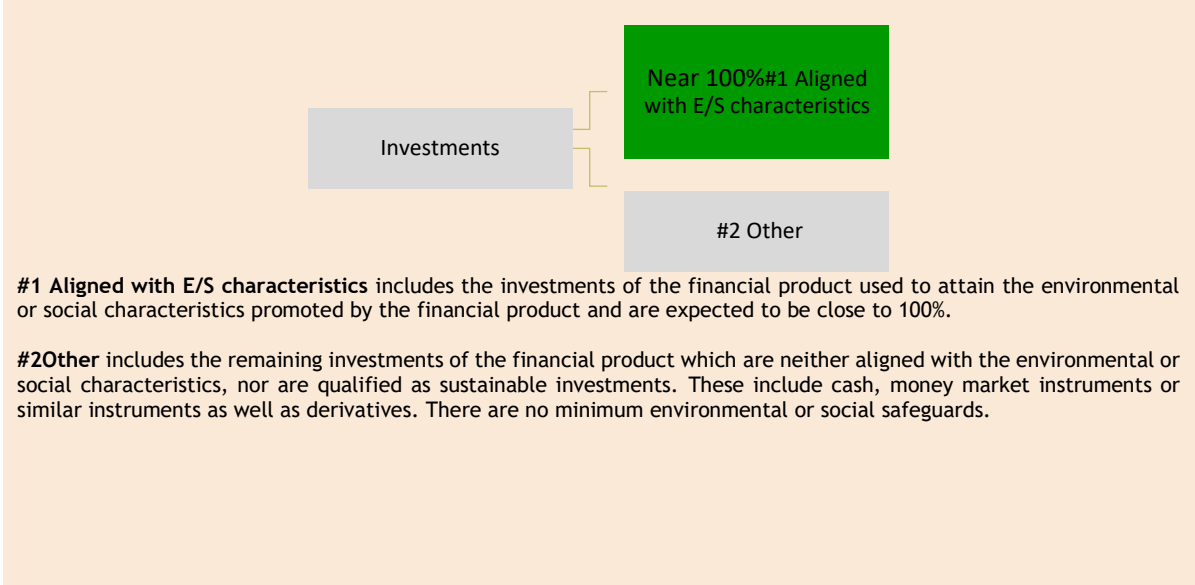 Near 100%#1 Aligned
with E/S characteristics
Investments
#2 Other
#1 Aligned with E/S characteristics includes the investments of the financial product used to attain the environmental
or social characteristics promoted by the financial product and are expected to be close to 100%.
#2Other includes the remaining investments of the financial product which are neither aligned with the environmental or
social characteristics, nor are qualified as sustainable investments. These include cash, money market instruments or
similar instruments as well as derivatives. There are no minimum environmental or social safeguards.